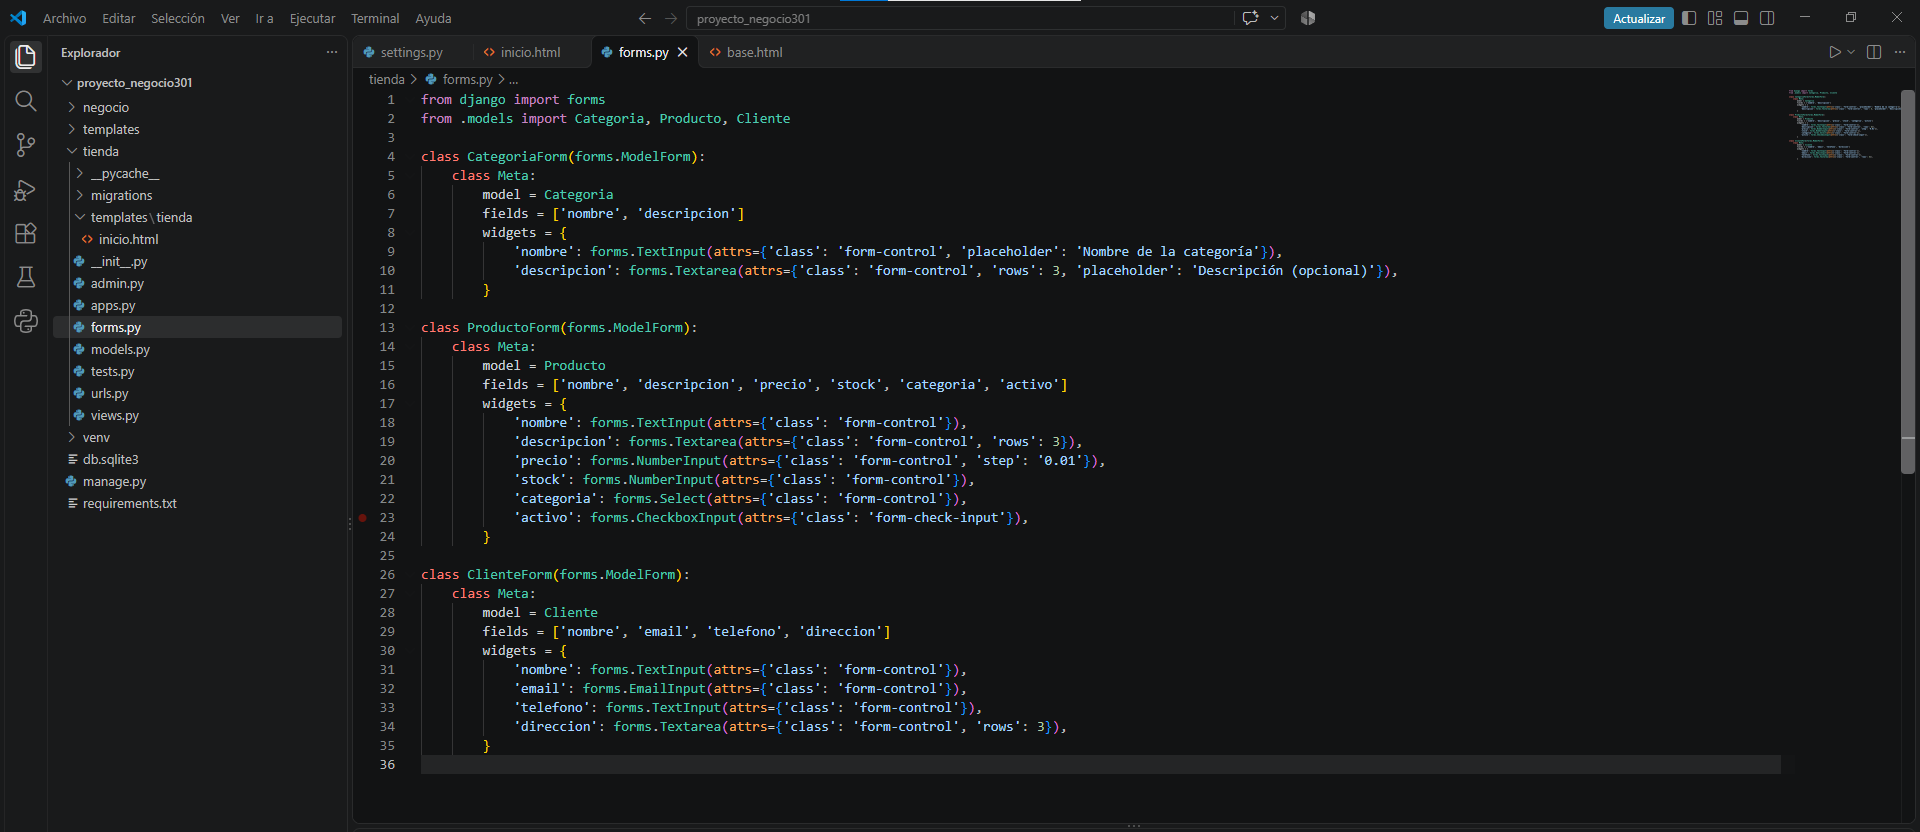 Archivo Editar Selección Ver Ir a Ejecutar Terminal Ayuda
proyecto_negocio301
Actualizar
Explorador
proyecto_negocio301
negocio
templates
tienda
__pycache__
migrations
templates\tienda
inicio.html
__init__.py
admin.py
apps.py
forms.py
models.py
tests.py
urls.py
views.py
venv
db.sqlite3
manage.py
requirements.txt
settings.py inicio.html forms.py base.html
tienda > forms.py > ...
1 from django import forms
2 from .models import Categoria, Producto, Cliente
3
4 class CategoriaForm(forms.ModelForm):
5     class Meta:
6         model = Categoria
7         fields = ['nombre', 'descripcion']
8         widgets = {
9             'nombre': forms.TextInput(attrs={'class': 'form-control', 'placeholder': 'Nombre de la categoría'}),
10             'descripcion': forms.Textarea(attrs={'class': 'form-control', 'rows': 3, 'placeholder': 'Descripción (opcional)'}),
11         }
12
13 class ProductoForm(forms.ModelForm):
14     class Meta:
15         model = Producto
16         fields = ['nombre', 'descripcion', 'precio', 'stock', 'categoria', 'activo']
17         widgets = {
18             'nombre': forms.TextInput(attrs={'class': 'form-control'}),
19             'descripcion': forms.Textarea(attrs={'class': 'form-control', 'rows': 3}),
20             'precio': forms.NumberInput(attrs={'class': 'form-control', 'step': '0.01'}),
21             'stock': forms.NumberInput(attrs={'class': 'form-control'}),
22             'categoria': forms.Select(attrs={'class': 'form-control'}),
23             'activo': forms.CheckboxInput(attrs={'class': 'form-check-input'}),
24         }
25
26 class ClienteForm(forms.ModelForm):
27     class Meta:
28         model = Cliente
29         fields = ['nombre', 'email', 'telefono', 'direccion']
30         widgets = {
31             'nombre': forms.TextInput(attrs={'class': 'form-control'}),
32             'email': forms.EmailInput(attrs={'class': 'form-control'}),
33             'telefono': forms.TextInput(attrs={'class': 'form-control'}),
34             'direccion': forms.Textarea(attrs={'class': 'form-control', 'rows': 3}),
35         }
36